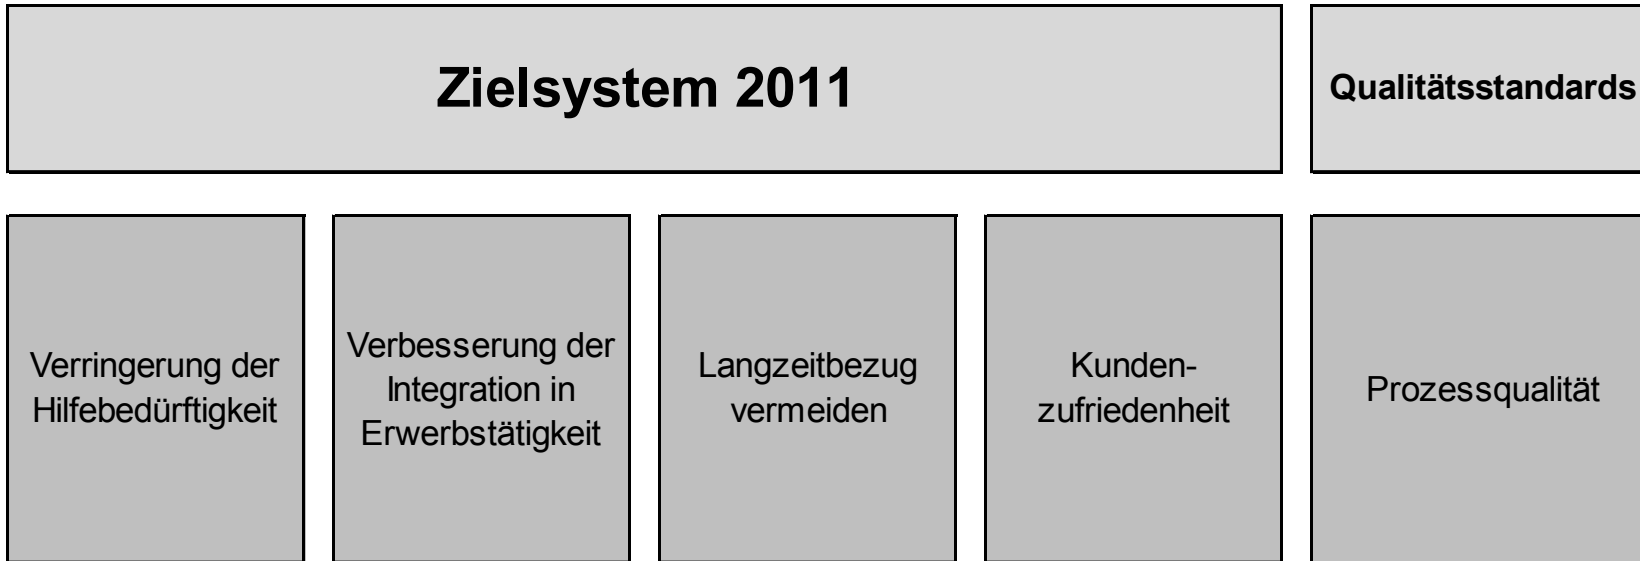 Zielsystem 2011
Qualitätsstandards
Verringerung der
Hilfebedürftigkeit
Verbesserung der
Integration in
Erwerbstätigkeit
Langzeitbezug
vermeiden
Kunden-
zufriedenheit
Prozessqualität